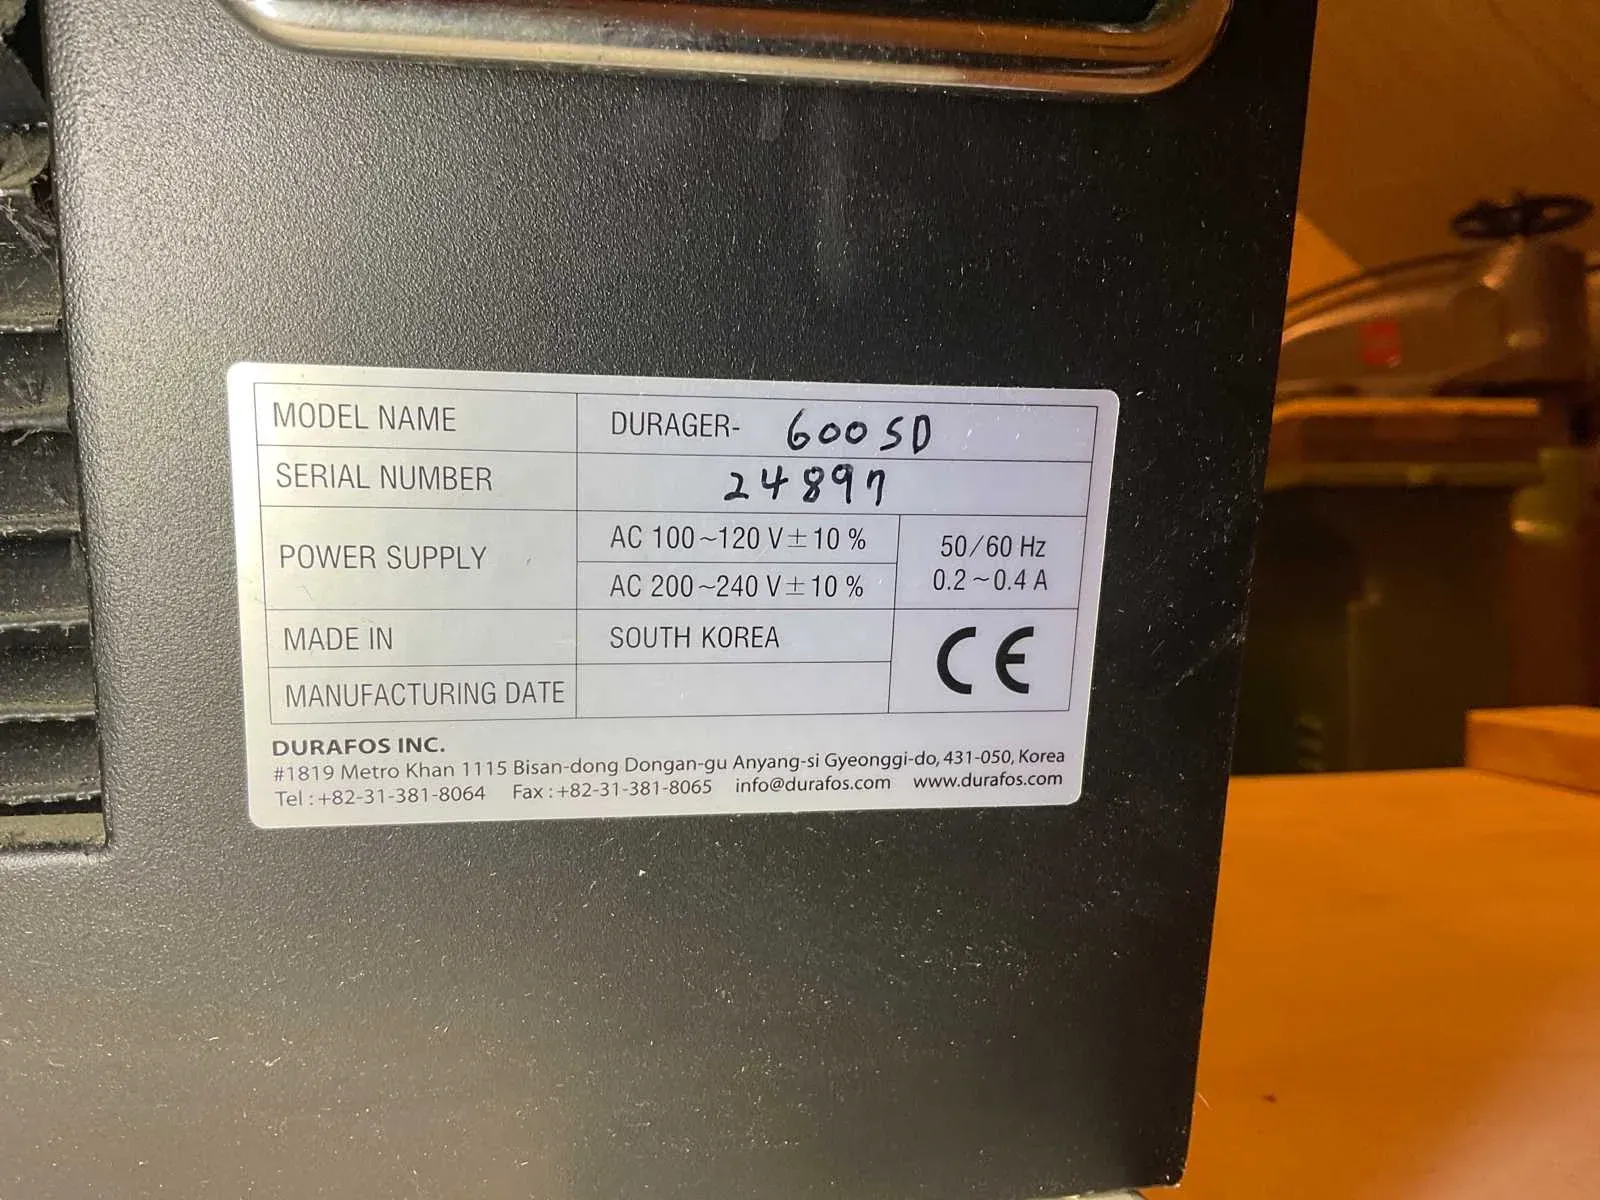 MODEL NAME DURAGER- 600SD
SERIAL NUMBER 24897
POWER SUPPLY
AC 100~120 V±10 %
AC 200~240 V±10 %
50/60 Hz
0.2~0.4 A
MADE IN SOUTH KOREA
CE
MANUFACTURING DATE
DURAFOS INC.
#1819 Metro Khan 1115 Bisan-dong Dongan-gu Anyang-si Gyeonggi-do, 431-050, Korea
Tel : +82-31-381-8064 Fax : +82-31-381-8065 info@durafos.com www.durafos.com